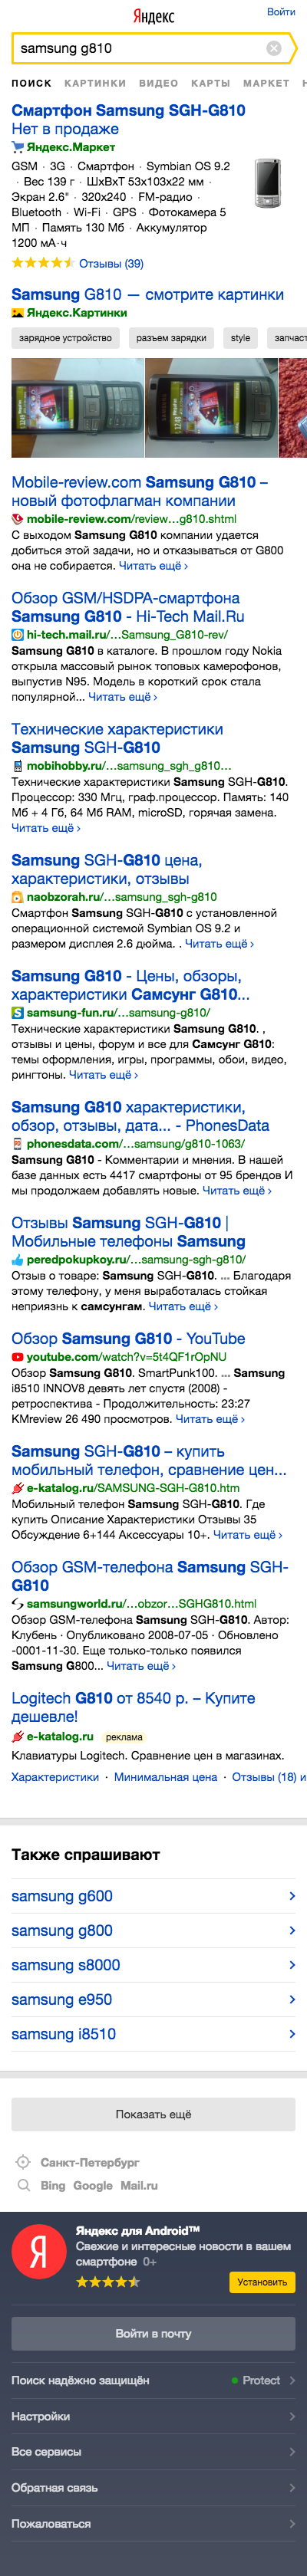 Яндекс
Войти
samsung g810
ПОИСК КАРТИНКИ ВИДЕО КАРТЫ МАРКЕТ
Смартфон Samsung SGH-G810
Нет в продаже
Яндекс.Маркет
GSM · 3G · Смартфон · Symbian OS 9.2
· Вес 139 г · ШxВxТ 53x103x22 мм ·
Экран 2.6" · 320x240 · FM-радио ·
Bluetooth · Wi-Fi · GPS · Фотокамера 5
МП · Память 130 Мб · Аккумулятор
1200 мА·ч
Отзывы (39)
Samsung G810 — смотрите картинки
Яндекс.Картинки
зарядное устройство разъем зарядки style запчаст
Mobile-review.com Samsung G810 –
новый фотофлагман компании
mobile-review.com/review…g810.shtml
С выходом Samsung G810 компании удается
добиться этой задачи, но и отказываться от G800
она не собирается. Читать ещё ›
Обзор GSM/HSDPA-смартфона
Samsung G810 - Hi-Tech Mail.Ru
hi-tech.mail.ru/…Samsung_G810-rev/
Samsung G810 в каталоге. В прошлом году Nokia
открыла массовый рынок топовых камерофонов,
выпустив N95. Модель в короткий срок стала
популярной... Читать ещё ›
Технические характеристики
Samsung SGH-G810
mobihobby.ru/…samsung_sgh_g810…
Технические характеристики Samsung SGH-G810.
Процессор: 330 МГц, граф.процессор. Память: 140
Мб + 4 Гб, 64 Мб RAM, microSD, горячая замена.
Читать ещё ›
Samsung SGH-G810 цена,
характеристики, отзывы
naobzorah.ru/…samsung_sgh-g810
Смартфон Samsung SGH-G810 с установленной
операционной системой Symbian OS 9.2 и
размером дисплея 2.6 дюйма. . Читать ещё ›
Samsung G810 - Цены, обзоры,
характеристики Самсунг G810...
samsung-fun.ru/…samsung-g810/
Технические характеристики Samsung G810. ,
отзывы и цены, форум и все для Самсунг G810:
темы оформления, игры, программы, обои, видео,
рингтоны. Читать ещё ›
Samsung G810 характеристики,
обзор, отзывы, дата... - PhonesData
phonesdata.com/…samsung/g810-1063/
Samsung G810 - Комментарии и мнения. В нашей
базе данных есть 4417 смартфоны от 95 брендов И
мы продолжаем добавлять новые. Читать ещё ›
Отзывы Samsung SGH-G810 |
Мобильные телефоны Samsung
peredpokupkoy.ru/…samsung-sgh-g810/
Отзыв о товаре: Samsung SGH-G810. ... Благодаря
этому телефону, у меня выработалась стойкая
неприязнь к самсунгам. Читать ещё ›
Обзор Samsung G810 - YouTube
youtube.com/watch?v=5t4QF1rOpNU
Обзор Samsung G810. SmartPunk100. ... Samsung
i8510 INNOV8 девять лет спустя (2008) -
ретроспектива - Продолжительность: 23:27
KMreview 26 490 просмотров. Читать ещё ›
Samsung SGH-G810 – купить
мобильный телефон, сравнение цен...
e-katalog.ru/SAMSUNG-SGH-G810.htm
Мобильный телефон Samsung SGH-G810. Где
купить Описание Характеристики Отзывы 35
Обсуждение 6+144 Аксессуары 10+. Читать ещё ›
Обзор GSM-телефона Samsung SGH-
G810
samsungworld.ru/…obzor…SGHG810.html
Обзор GSM-телефона Samsung SGH-G810. Автор:
Клубень · Опубликовано 2008-07-05 · Обновлено
-0001-11-30. Еще только-только появился
Samsung G800... Читать ещё ›
Logitech G810 от 8540 р. – Купите
дешевле!
e-katalog.ru реклама
Клавиатуры Logitech. Сравнение цен в магазинах.
Характеристики · Минимальная цена · Отзывы (18) и
Также спрашивают
samsung g600
samsung g800
samsung s8000
samsung e950
samsung i8510
Показать ещё
Санкт-Петербург
Bing Google Mail.ru
Я
Яндекс для Android™
Свежие и интересные новости в вашем
смартфоне 0+
Установить
Войти в почту
Поиск надёжно защищён Protect
Настройки
Все сервисы
Обратная связь
Пожаловаться